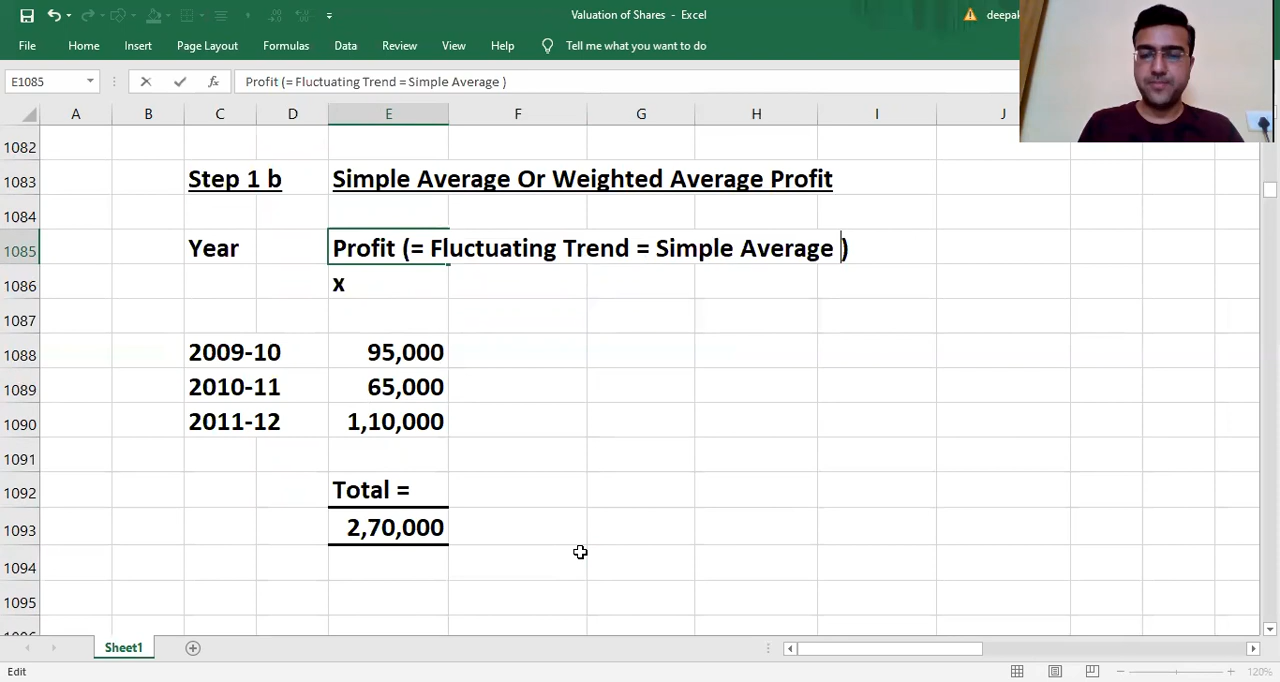 Valuation of Shares - Excel
deepak
File Home Insert Page Layout Formulas Data Review View Help Tell me what you want to do
E1085 fx Profit (= Fluctuating Trend = Simple Average )
A B C D E F G H I J
1082
1083 Step 1 b Simple Average Or Weighted Average Profit
1084
1085 Year Profit (= Fluctuating Trend = Simple Average )
1086 x
1087
1088 2009-10 95,000
1089 2010-11 65,000
1090 2011-12 1,10,000
1091
1092 Total =
1093 2,70,000
1094
1095
Sheet1
Edit 120%